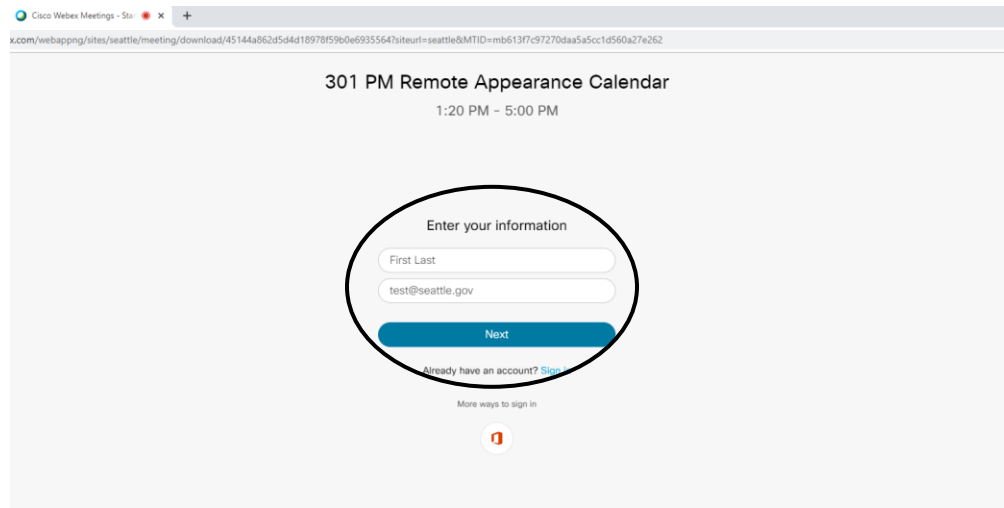 Cisco Webex Meetings - Sta
x.com/webappng/sites/seattle/meeting/download/45144a862d5d4d18978f59b0e6935564?siteurl=seattle&MTID=mb613f7c97270daa5a5cc1d560a27e262
301 PM Remote Appearance Calendar
1:20 PM - 5:00 PM
Enter your information
First Last
test@seattle.gov
Next
Already have an account? Sign in
More ways to sign in